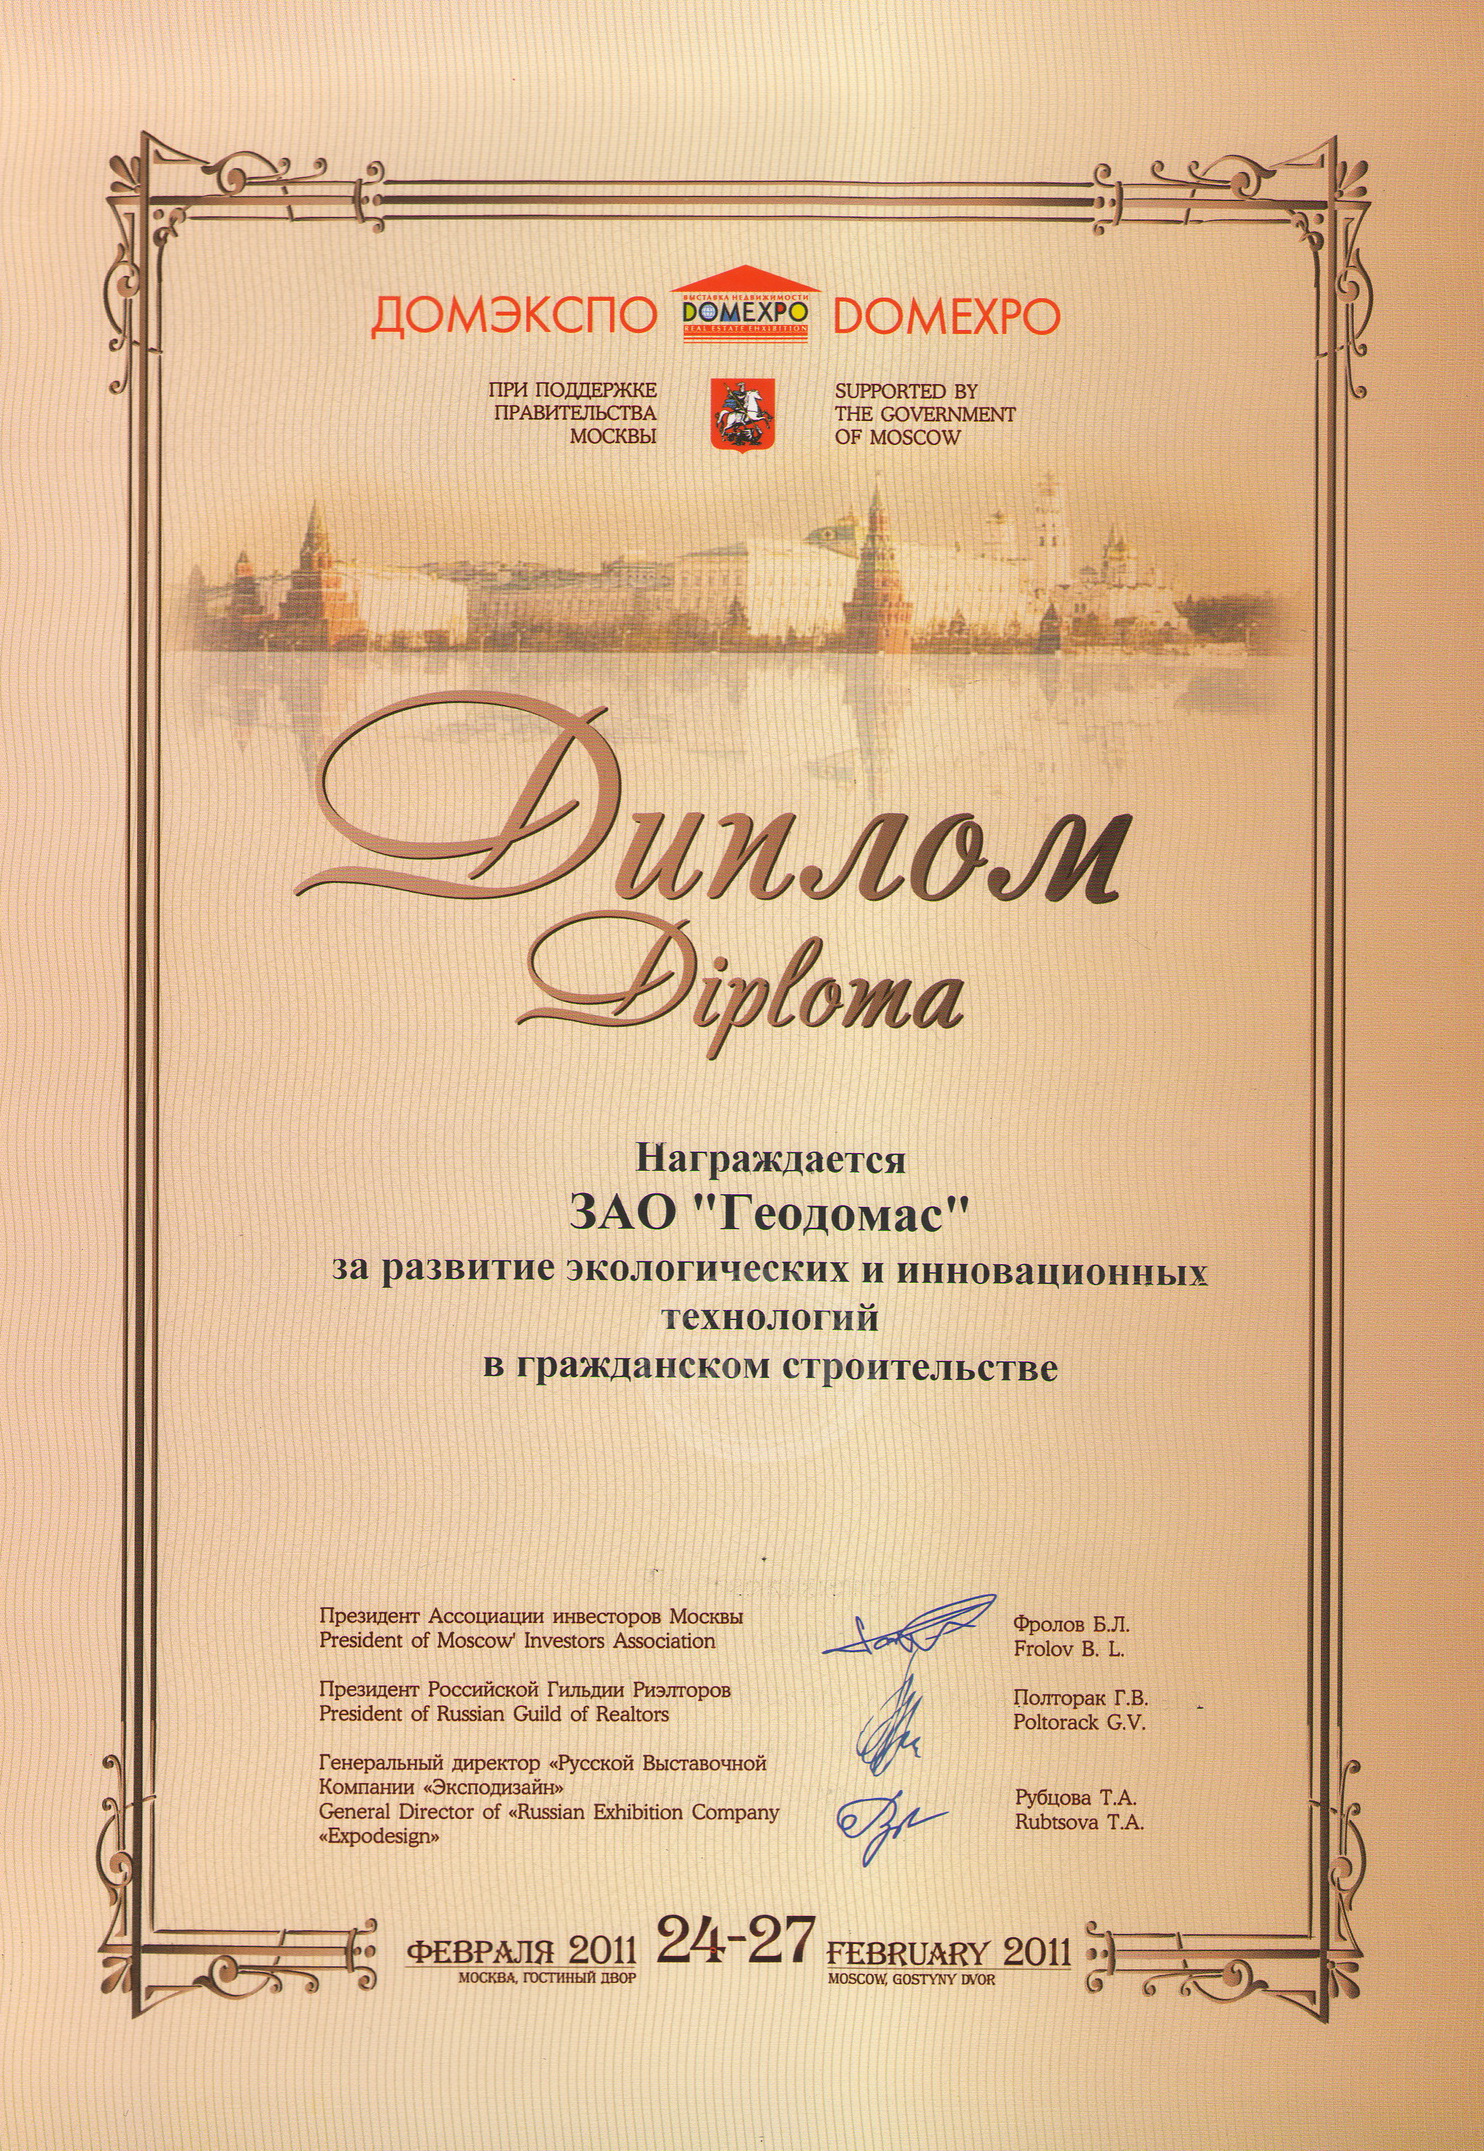 ДОМЭКСПО
ВЫСТАВКА НЕДВИЖИМОСТИ
DOMEXPO
REAL ESTATE EHXIBITION
DOMEXPO
ПРИ ПОДДЕРЖКЕ
ПРАВИТЕЛЬСТВА
МОСКВЫ
SUPPORTED BY
THE GOVERNMENT
OF MOSCOW
Диплом
Diploma
Награждается
ЗАО "Геодомас"
за развитие экологических и инновационных
технологий
в гражданском строительстве
Президент Ассоциации инвесторов Москвы
President of Moscow' Investors Association
Фролов Б.Л.
Frolov B. L.
Президент Российской Гильдии Риэлторов
President of Russian Guild of Realtors
Полторак Г.В.
Poltorack G.V.
Генеральный директор «Русской Выставочной
Компании «Эксподизайн»
General Director of «Russian Exhibition Company
«Expodesign»
Рубцова Т.А.
Rubtsova T.A.
ФЕВРАЛЯ 2011 24-27 FEBRUARY 2011
МОСКВА, ГОСТИНЫЙ ДВОР
MOSCOW, GOSTYNY DVOR